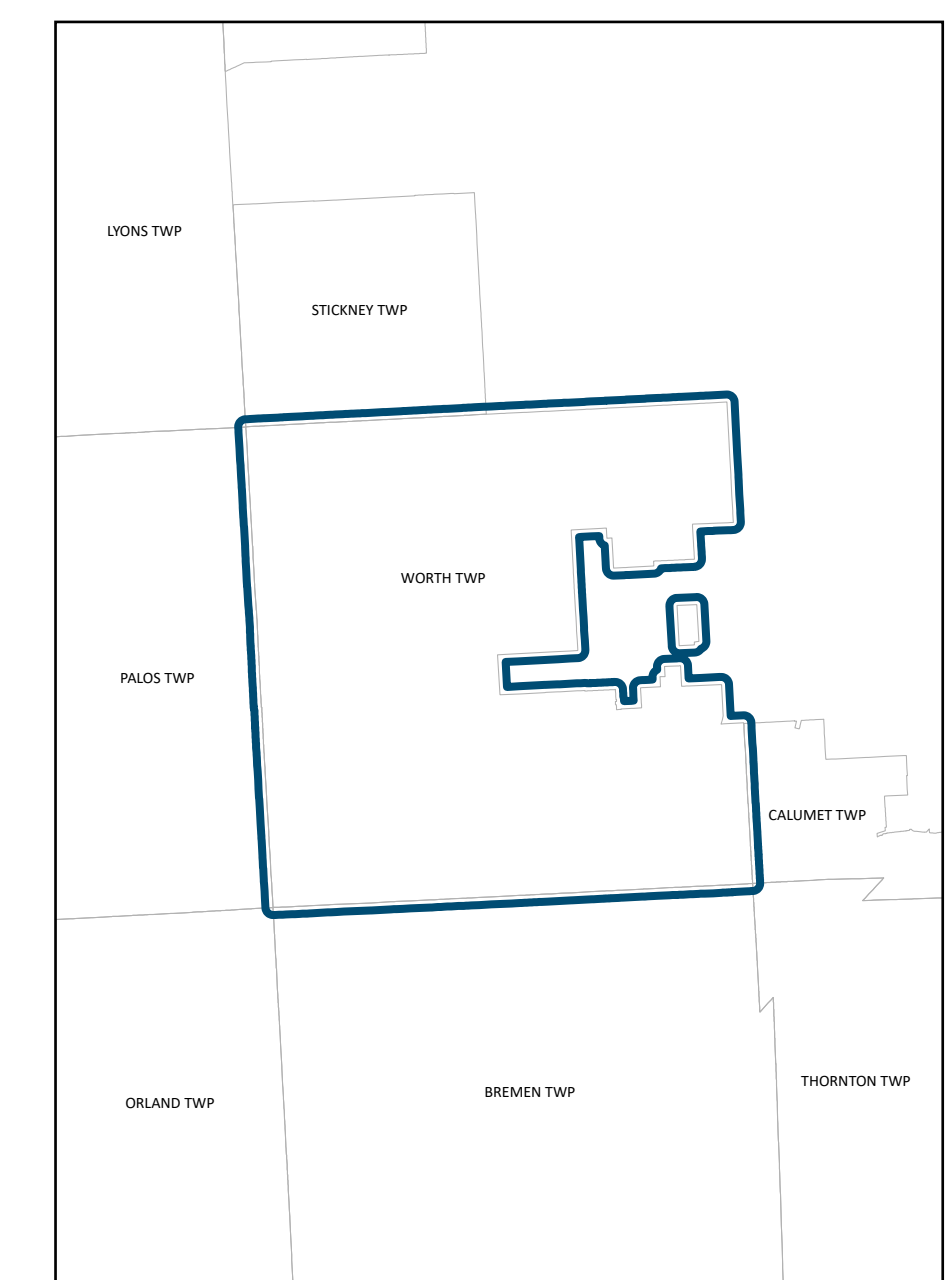 LYONS TWP
STICKNEY TWP
WORTH TWP
PALOS TWP
CALUMET TWP
THORNTON TWP
BREMEN TWP
ORLAND TWP